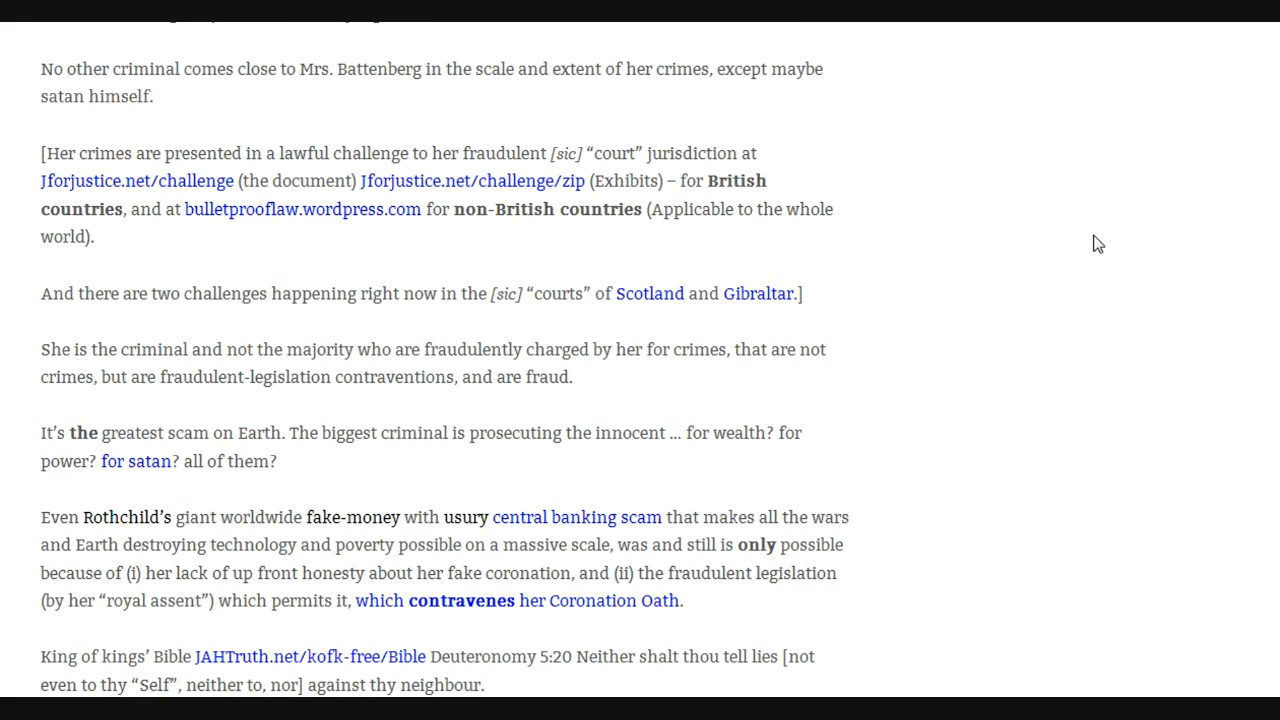 No other criminal comes close to Mrs. Battenberg in the scale and extent of her crimes, except maybe
satan himself.
[Her crimes are presented in a lawful challenge to her fraudulent [sic] “court” jurisdiction at
Jforjustice.net/challenge (the document) Jforjustice.net/challenge/zip (Exhibits) – for British
countries, and at bulletprooflaw.wordpress.com for non-British countries (Applicable to the whole
world).
And there are two challenges happening right now in the [sic] “courts” of Scotland and Gibraltar.]
She is the criminal and not the majority who are fraudulently charged by her for crimes, that are not
crimes, but are fraudulent-legislation contraventions, and are fraud.
It’s the greatest scam on Earth. The biggest criminal is prosecuting the innocent … for wealth? for
power? for satan? all of them?
Even Rothchild’s giant worldwide fake-money with usury central banking scam that makes all the wars
and Earth destroying technology and poverty possible on a massive scale, was and still is only possible
because of (i) her lack of up front honesty about her fake coronation, and (ii) the fraudulent legislation
(by her “royal assent”) which permits it, which contravenes her Coronation Oath.
King of kings’ Bible JAHTruth.net/kofk-free/Bible Deuteronomy 5:20 Neither shalt thou tell lies [not
even to thy “Self”, neither to, nor] against thy neighbour.